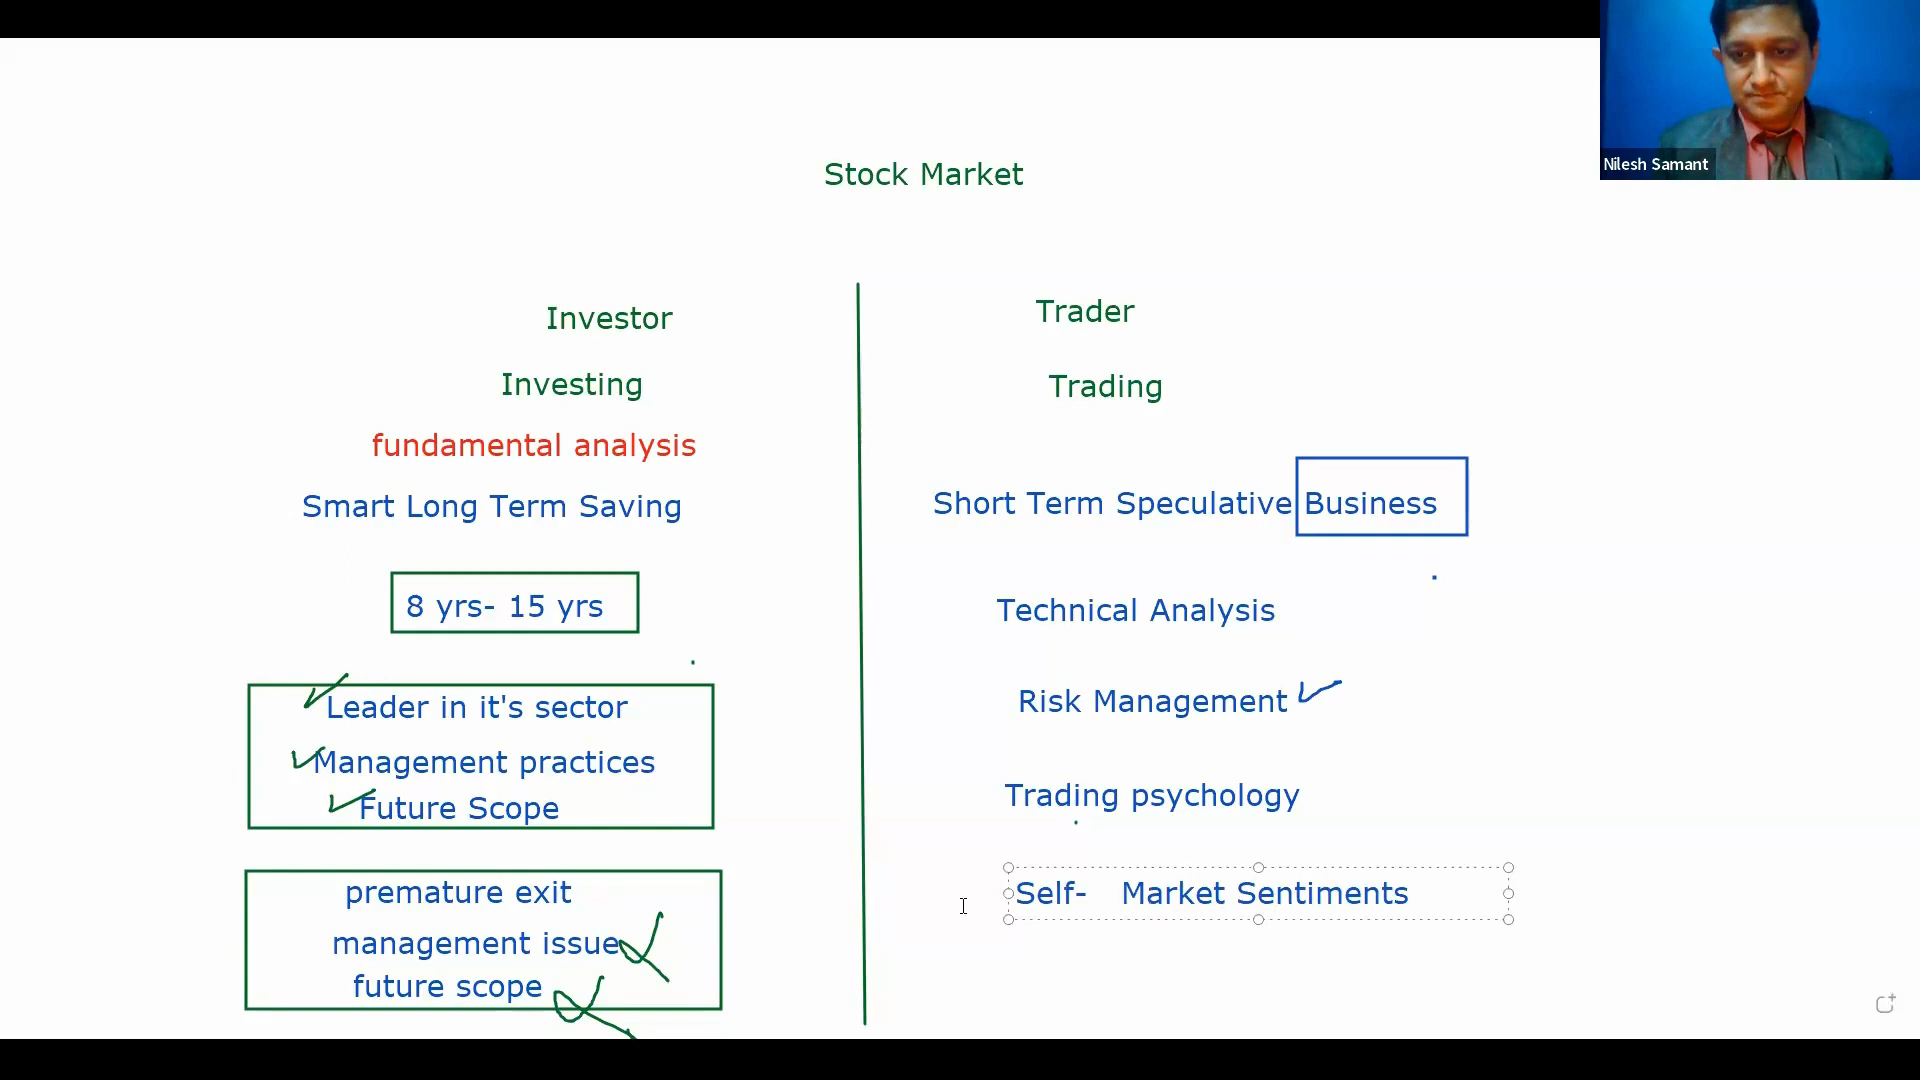 Nilesh Samant
Stock Market
Investor
Investing
fundamental analysis
Smart Long Term Saving
8 yrs- 15 yrs
Leader in it's sector
Management practices
Future Scope
premature exit
management issue
future scope
Trader
Trading
Short Term Speculative Business
Technical Analysis
Risk Management
Trading psychology
Self- Market Sentiments